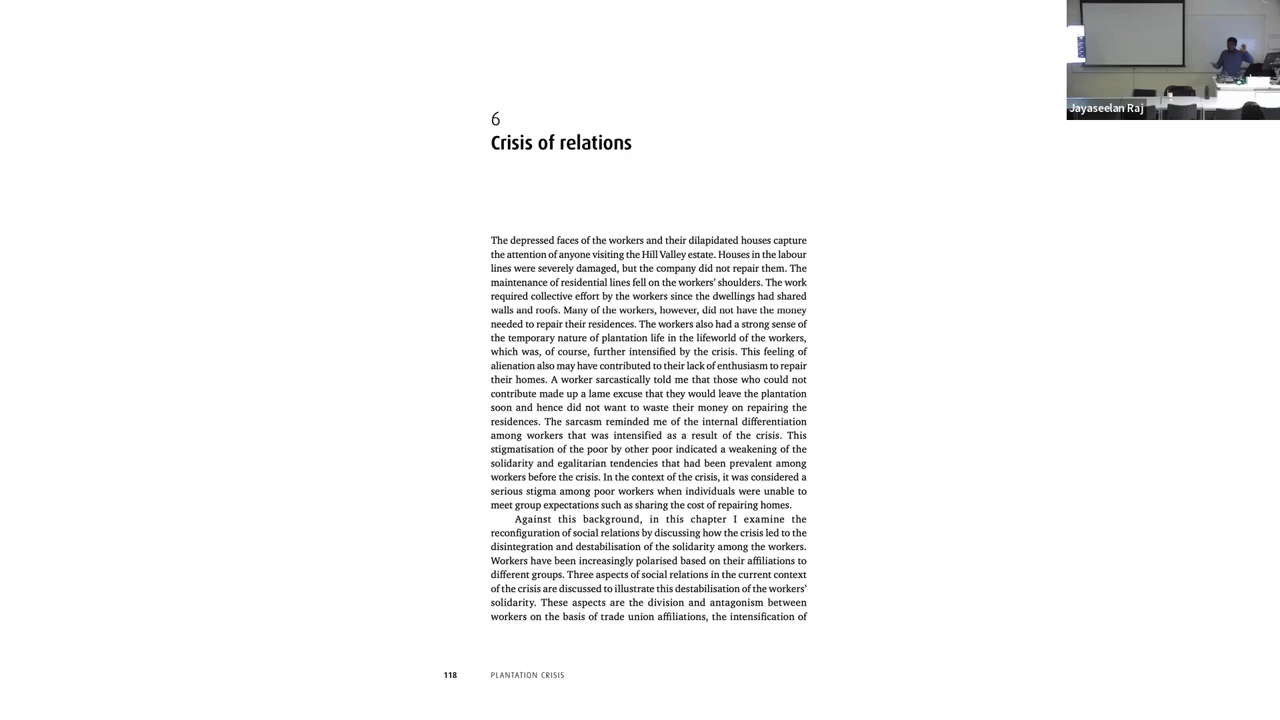 6
Crisis of relations
The depressed faces of the workers and their dilapidated houses capture
the attention of anyone visiting the Hill Valley estate. Houses in the labour
lines were severely damaged, but the company did not repair them. The
maintenance of residential lines fell on the workers’ shoulders. The work
required collective effort by the workers since the dwellings had shared
walls and roofs. Many of the workers, however, did not have the money
needed to repair their residences. The workers also had a strong sense of
the temporary nature of plantation life in the lifeworld of the workers,
which was, of course, further intensified by the crisis. This feeling of
alienation also may have contributed to their lack of enthusiasm to repair
their homes. A worker sarcastically told me that those who could not
contribute made up a lame excuse that they would leave the plantation
soon and hence did not want to waste their money on repairing the
residences. The sarcasm reminded me of the internal differentiation
among workers that was intensified as a result of the crisis. This
stigmatisation of the poor by other poor indicated a weakening of the
solidarity and egalitarian tendencies that had been prevalent among
workers before the crisis. In the context of the crisis, it was considered a
serious stigma among poor workers when individuals were unable to
meet group expectations such as sharing the cost of repairing homes.
Against this background, in this chapter I examine the
reconfiguration of social relations by discussing how the crisis led to the
disintegration and destabilisation of the solidarity among the workers.
Workers have been increasingly polarised based on their affiliations to
different groups. Three aspects of social relations in the current context
of the crisis are discussed to illustrate this destabilisation of the workers’
solidarity. These aspects are the division and antagonism between
workers on the basis of trade union affiliations, the intensification of
118 PLANTATION CRISIS
Jayaseelan Raj